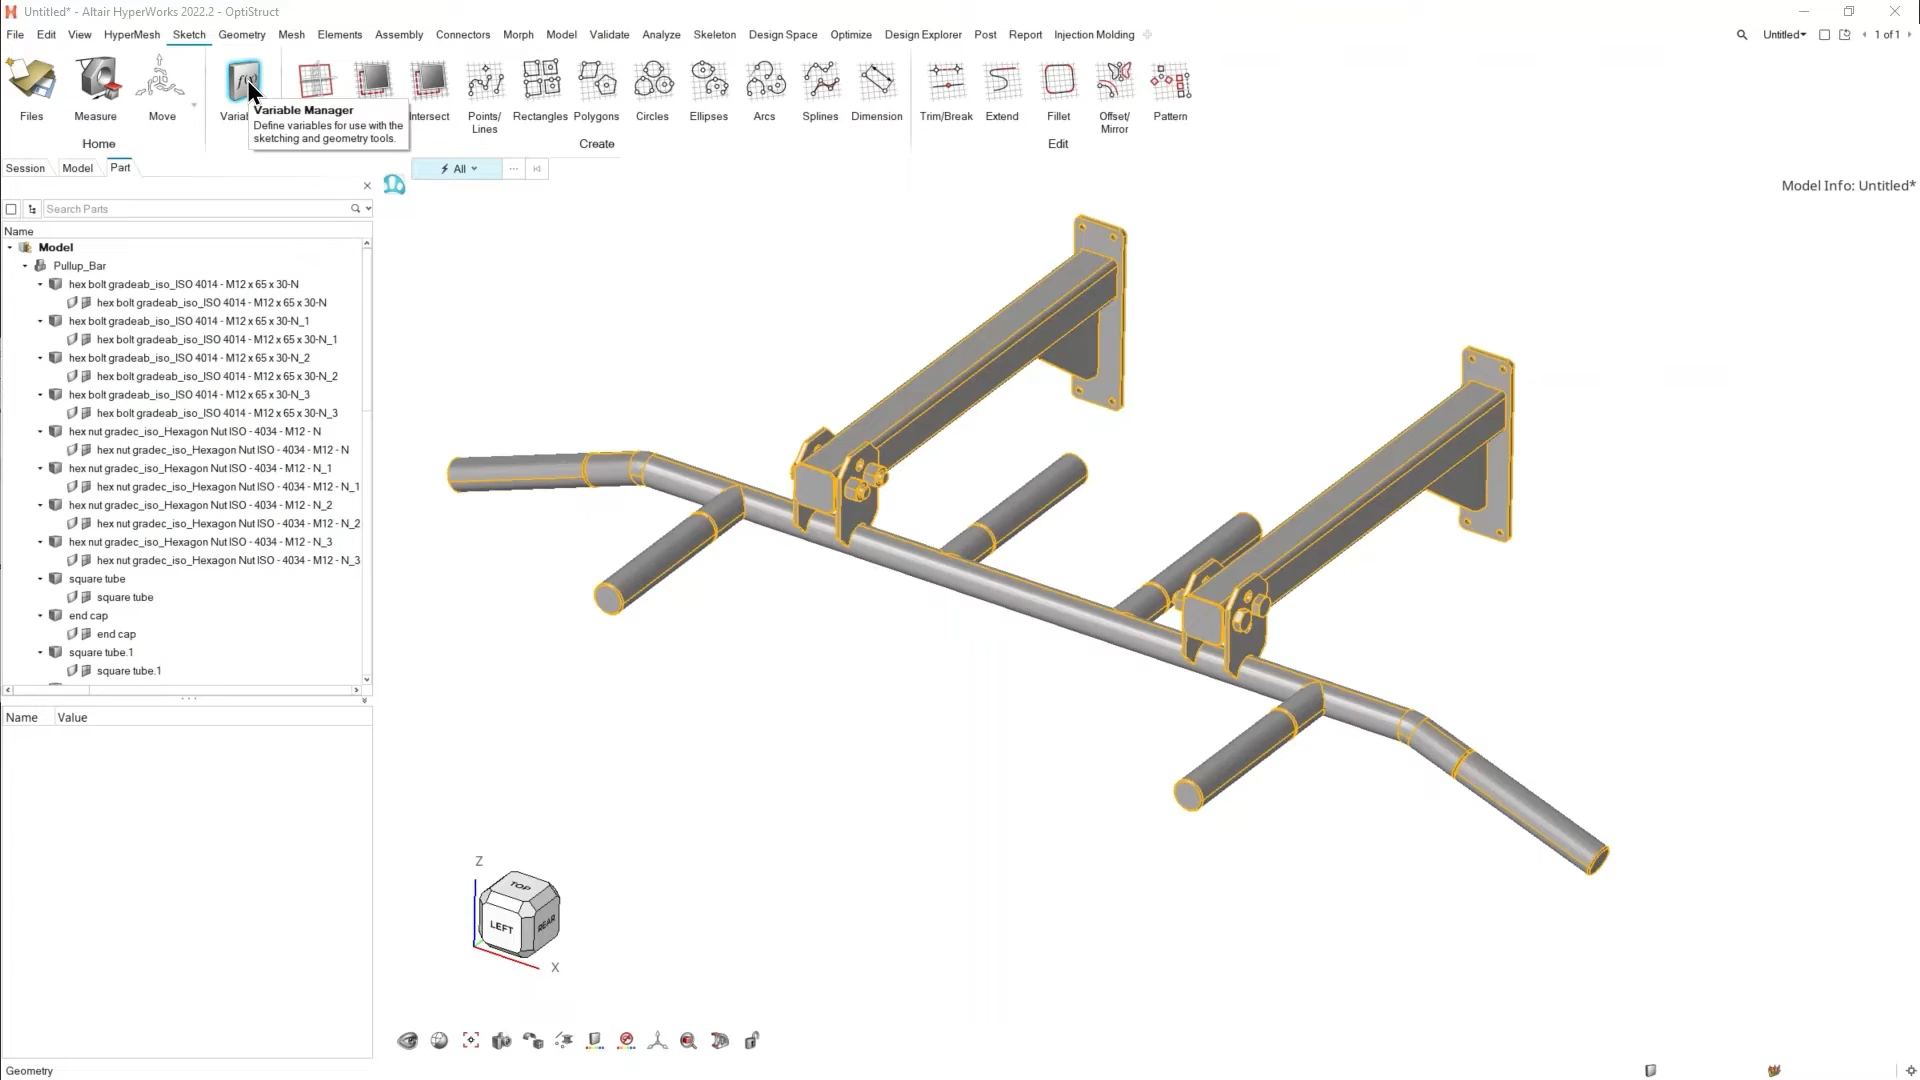 Untitled* - Altair HyperWorks 2022.2 - OptiStruct
File Edit View HyperMesh Sketch Geometry Mesh Elements Assembly Connectors Morph Model Validate Analyze Skeleton Design Space Optimize Design Explorer Post Report Injection Molding Untitled 1 of 1
Files Measure Move Points/ Lines Rectangles Polygons Circles Ellipses Arcs Splines Dimension Trim/Break Extend Fillet Offset/ Mirror Pattern
Variable Manager
Define variables for use with the
sketching and geometry tools.
Home Create Edit
Session Model Part All
Model Info: Untitled*
Search Parts
Name
Model
Pullup_Bar
hex bolt gradeab_iso_ISO 4014 - M12 x 65 x 30-N
hex bolt gradeab_iso_ISO 4014 - M12 x 65 x 30-N
hex bolt gradeab_iso_ISO 4014 - M12 x 65 x 30-N_1
hex bolt gradeab_iso_ISO 4014 - M12 x 65 x 30-N_1
hex bolt gradeab_iso_ISO 4014 - M12 x 65 x 30-N_2
hex bolt gradeab_iso_ISO 4014 - M12 x 65 x 30-N_2
hex bolt gradeab_iso_ISO 4014 - M12 x 65 x 30-N_3
hex bolt gradeab_iso_ISO 4014 - M12 x 65 x 30-N_3
hex nut gradec_iso_Hexagon Nut ISO - 4034 - M12 - N
hex nut gradec_iso_Hexagon Nut ISO - 4034 - M12 - N
hex nut gradec_iso_Hexagon Nut ISO - 4034 - M12 - N_1
hex nut gradec_iso_Hexagon Nut ISO - 4034 - M12 - N_1
hex nut gradec_iso_Hexagon Nut ISO - 4034 - M12 - N_2
hex nut gradec_iso_Hexagon Nut ISO - 4034 - M12 - N_2
hex nut gradec_iso_Hexagon Nut ISO - 4034 - M12 - N_3
hex nut gradec_iso_Hexagon Nut ISO - 4034 - M12 - N_3
square tube
square tube
end cap
end cap
square tube.1
square tube.1
Name Value
Z
TOP
LEFT REAR
X
Geometry